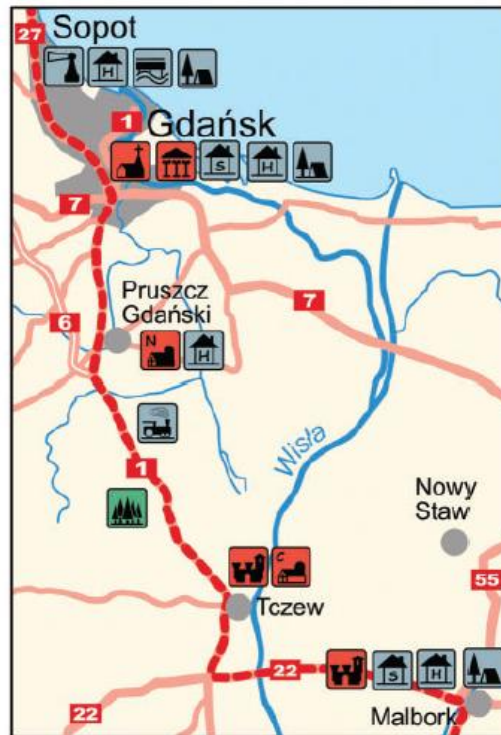 27
Sopot
H
1
Gdańsk
S
H
7
Pruszcz
Gdański
7
6
N
H
1
Wisła
Nowy
Staw
C
55
Tczew
22
S
H
22
Malbork